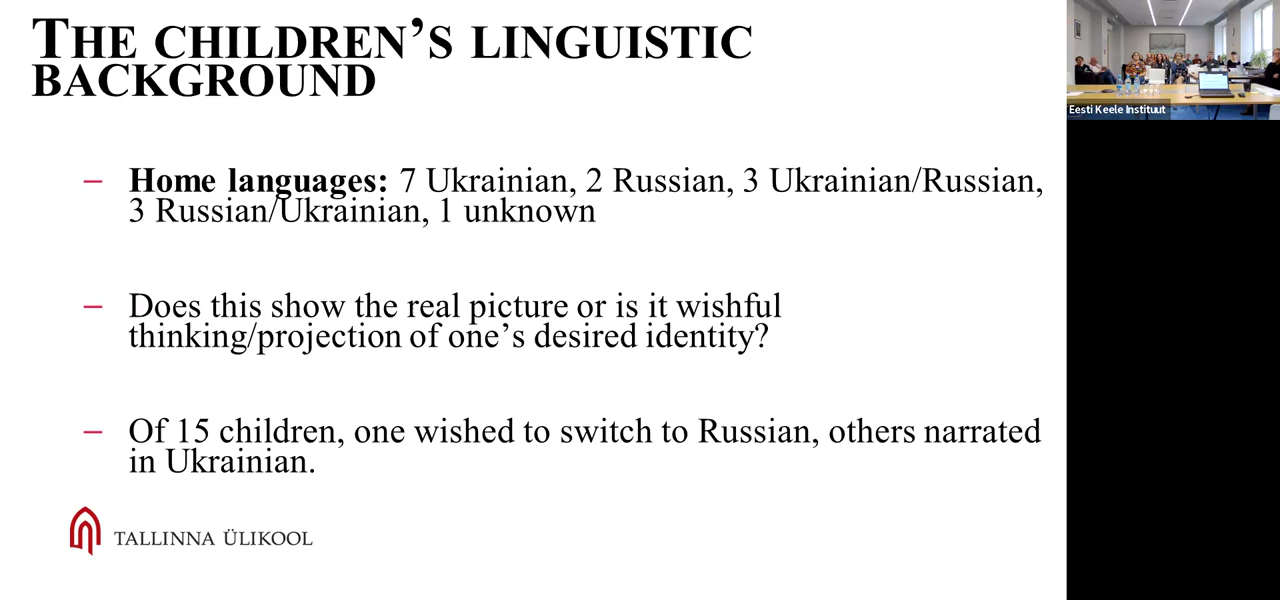 THE CHILDREN’S LINGUISTIC
BACKGROUND
– Home languages: 7 Ukrainian, 2 Russian, 3 Ukrainian/Russian,
3 Russian/Ukrainian, 1 unknown
– Does this show the real picture or is it wishful
thinking/projection of one’s desired identity?
– Of 15 children, one wished to switch to Russian, others narrated
in Ukrainian.
TALLINNA ÜLIKOOL
Eesti Keele Instituut